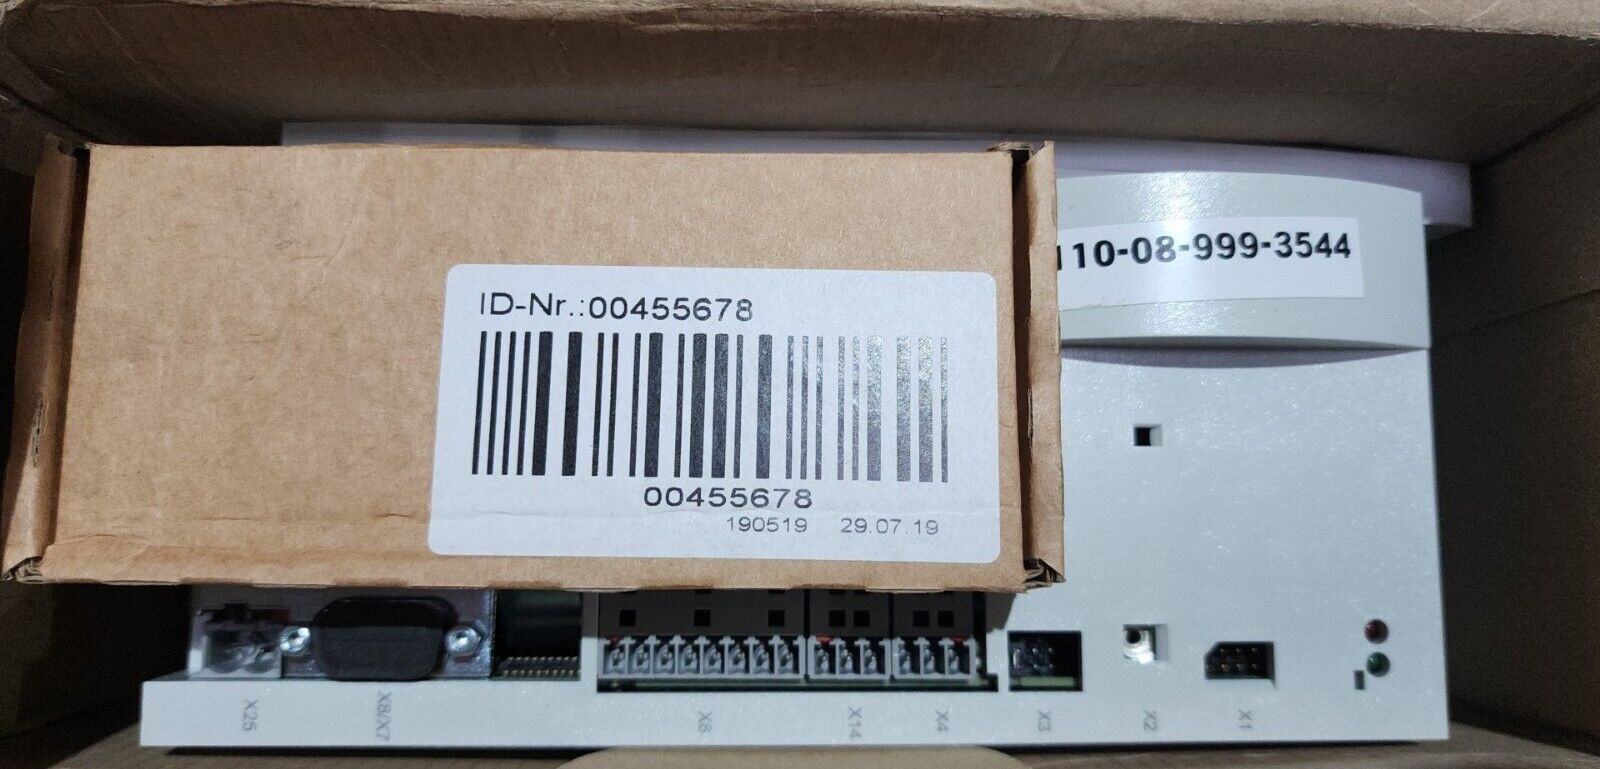 110-08-999-3544
ID-Nr.:00455678
00455678
190519 29.07.19
X25
X8/X7
X6
X14
X4
X3
X2
X1